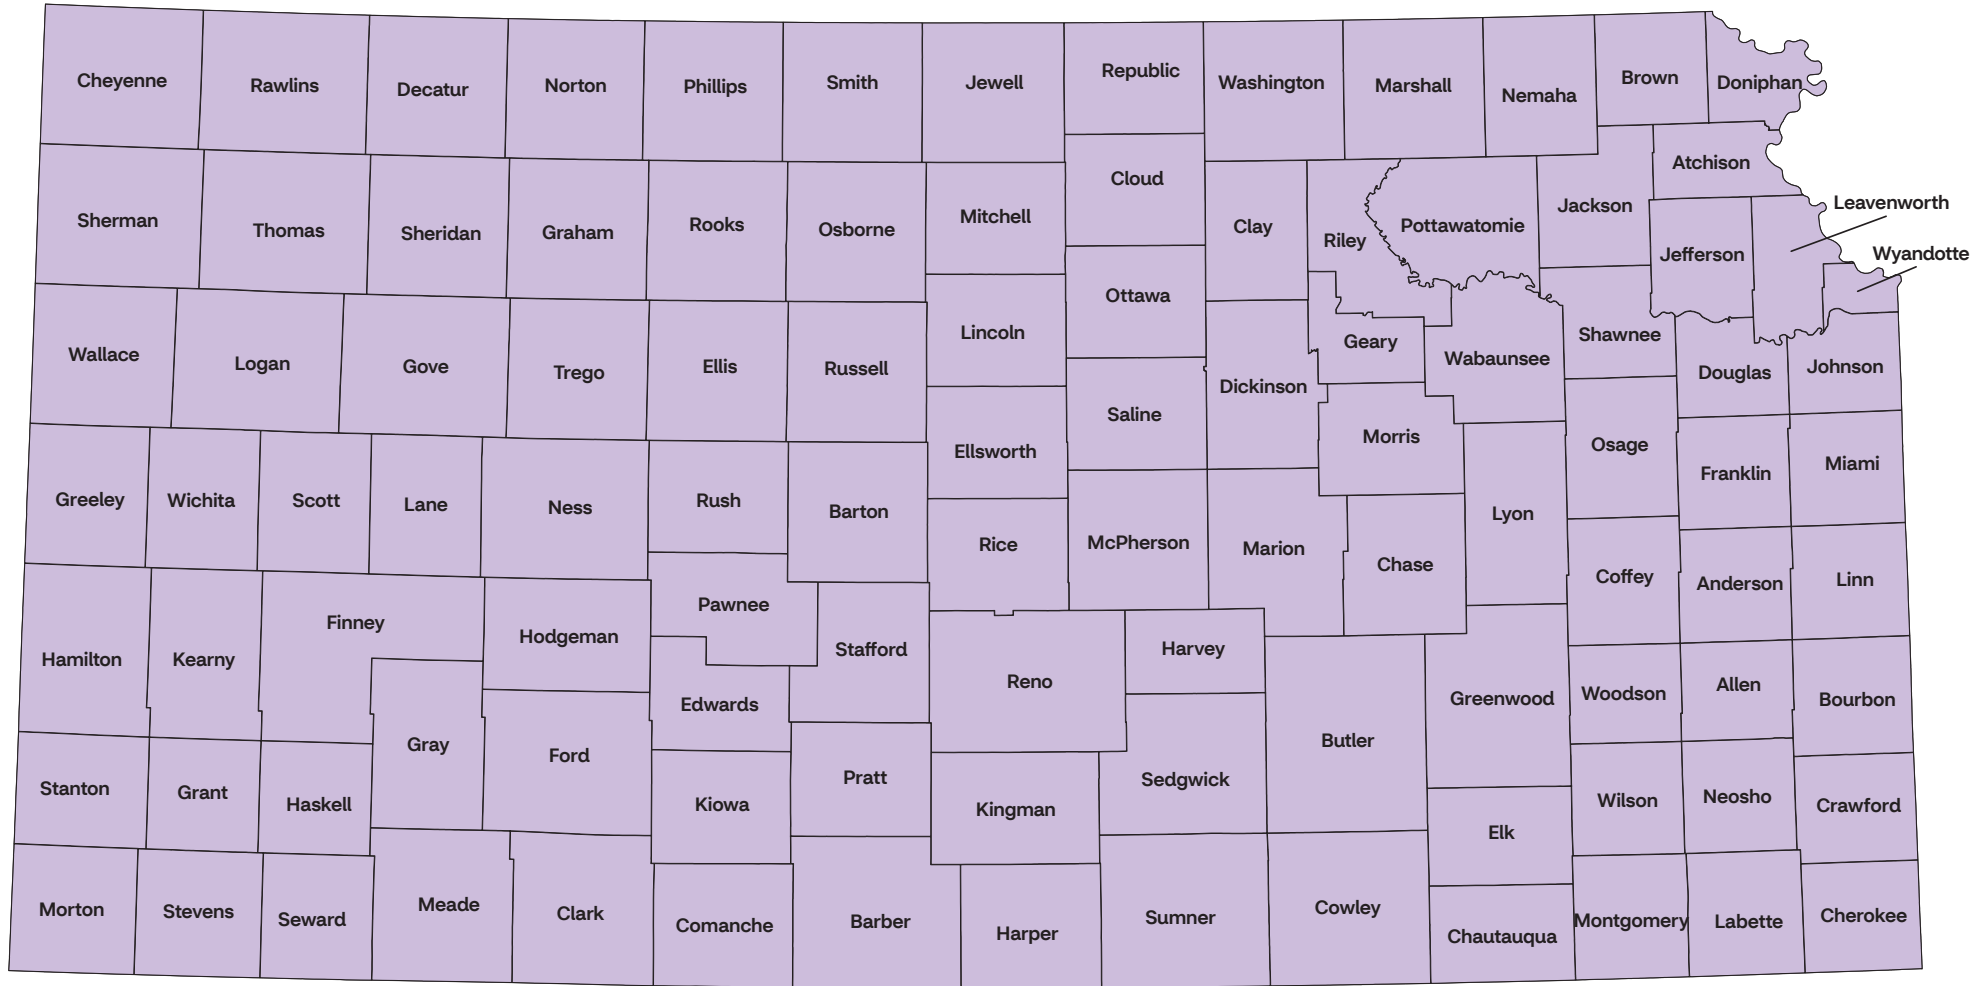 Cheyenne
Rawlins
Decatur
Norton
Phillips
Smith
Jewell
Republic
Washington
Marshall
Nemaha
Brown
Doniphan
Sherman
Thomas
Sheridan
Graham
Rooks
Osborne
Mitchell
Cloud
Clay
Riley
Pottawatomie
Jackson
Atchison
Jefferson
Leavenworth
Wyandotte
Wallace
Logan
Gove
Trego
Ellis
Russell
Lincoln
Ottawa
Saline
Dickinson
Geary
Wabaunsee
Shawnee
Douglas
Johnson
Greeley
Wichita
Scott
Lane
Ness
Rush
Barton
Ellsworth
Rice
McPherson
Marion
Morris
Chase
Lyon
Osage
Franklin
Miami
Coffey
Anderson
Linn
Hamilton
Kearny
Finney
Hodgeman
Pawnee
Stafford
Edwards
Reno
Harvey
Butler
Greenwood
Woodson
Allen
Bourbon
Stanton
Grant
Haskell
Gray
Ford
Kiowa
Pratt
Kingman
Sedgwick
Elk
Wilson
Neosho
Crawford
Morton
Stevens
Seward
Meade
Clark
Comanche
Barber
Harper
Sumner
Cowley
Chautauqua
Montgomery
Labette
Cherokee